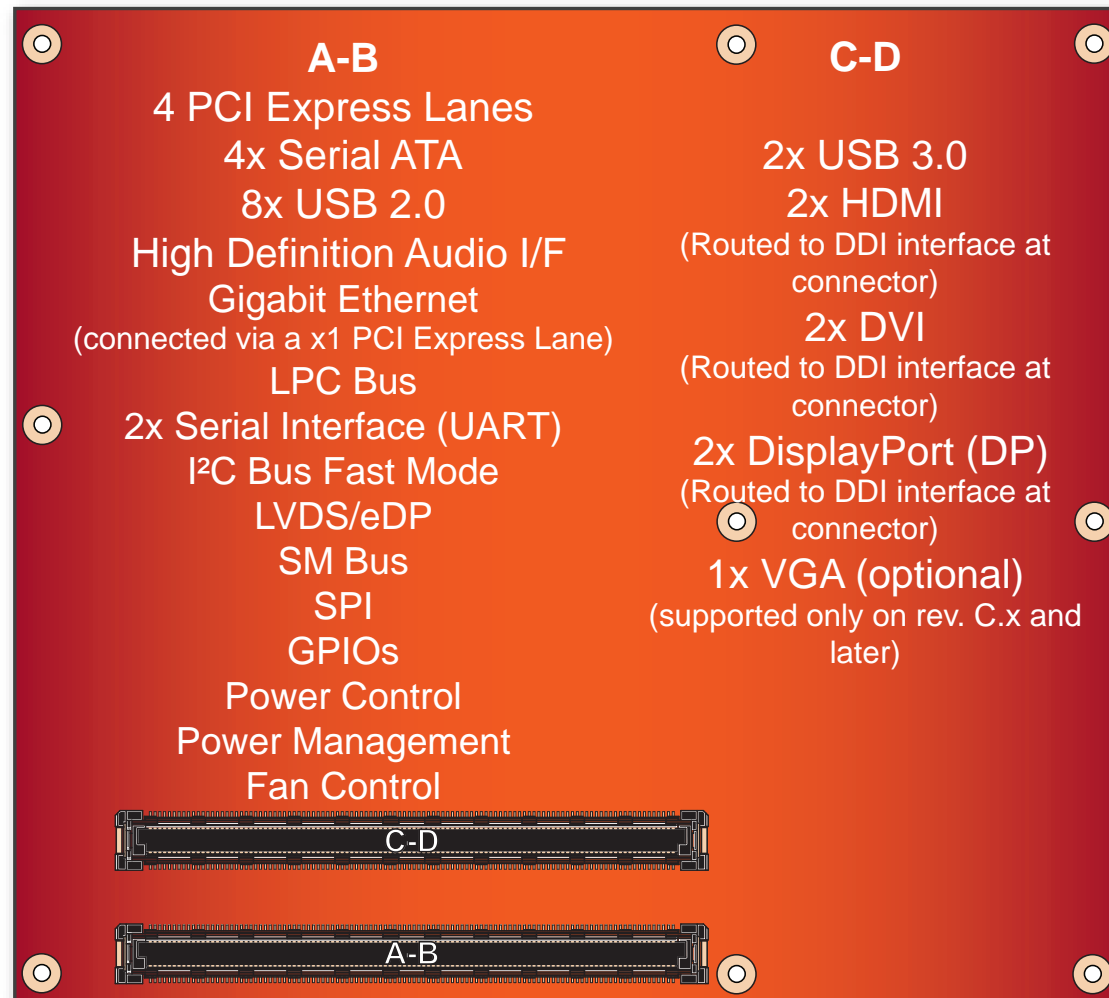 A-B
4 PCI Express Lanes
4x Serial ATA
8x USB 2.0
High Definition Audio I/F
Gigabit Ethernet
(connected via a x1 PCI Express Lane)
LPC Bus
2x Serial Interface (UART)
I²C Bus Fast Mode
LVDS/eDP
SM Bus
SPI
GPIOs
Power Control
Power Management
Fan Control
C-D
2x USB 3.0
2x HDMI
(Routed to DDI interface at
connector)
2x DVI
(Routed to DDI interface at
connector)
2x DisplayPort (DP)
(Routed to DDI interface at
connector)
1x VGA (optional)
(supported only on rev. C.x and
later)
C-D
A-B